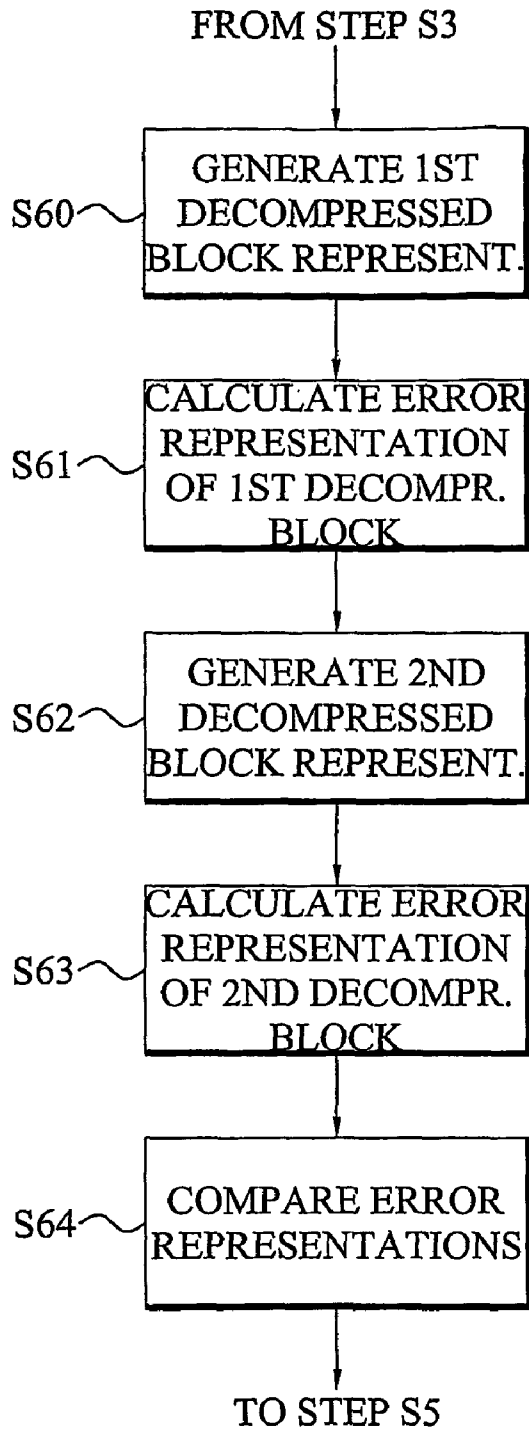 FROM STEP S3
S60
GENERATE 1ST
DECOMPRESSED
BLOCK REPRESENT.
S61
CALCULATE ERROR
REPRESENTATION
OF 1ST DECOMPR.
BLOCK
S62
GENERATE 2ND
DECOMPRESSED
BLOCK REPRESENT.
S63
CALCULATE ERROR
REPRESENTATION
OF 2ND DECOMPR.
BLOCK
S64
COMPARE ERROR
REPRESENTATIONS
TO STEP S5